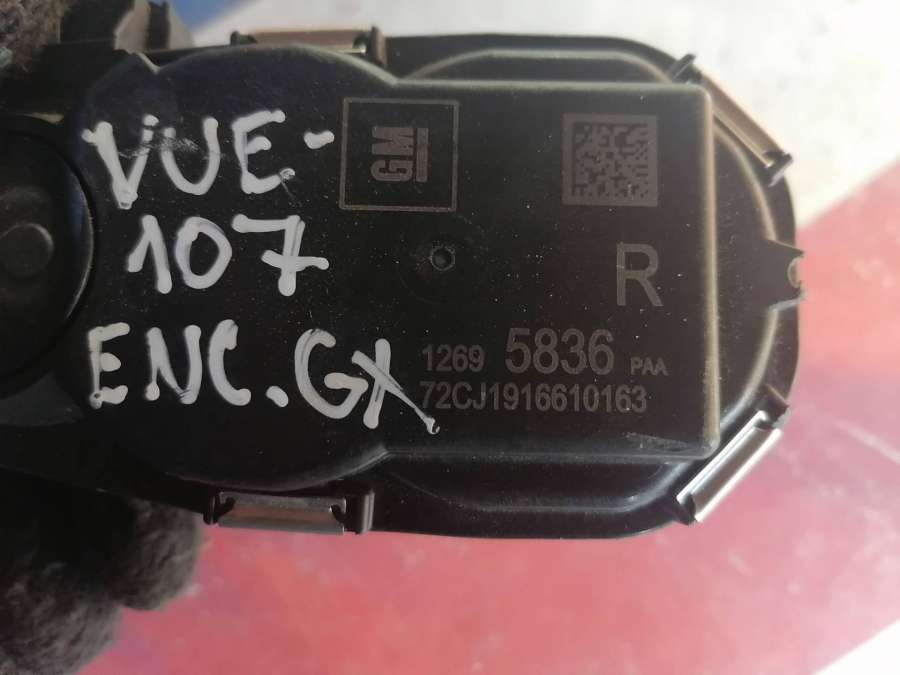 VUE-
107
ENC.GX
GM
R
1269 5836 PAA
72CJ1916610163